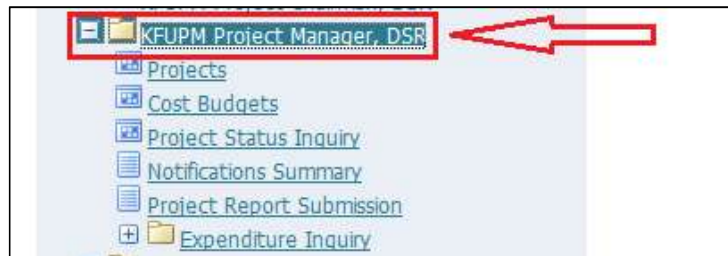 KFUPM Project Manager, DSR
Projects
Cost Budgets
Project Status Inquiry
Notifications Summary
Project Report Submission
Expenditure Inquiry